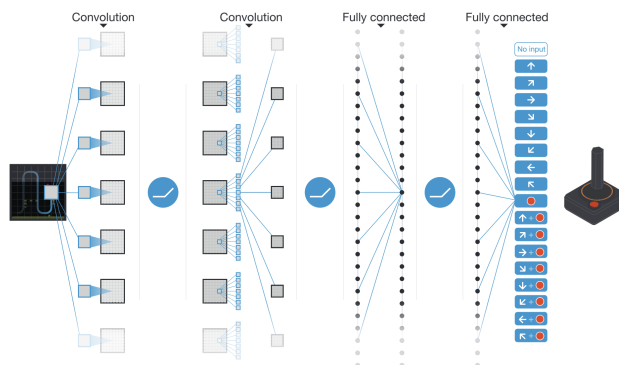 Convolution
Convolution
Fully connected
Fully connected
No input
+
+
+
+
+
+
+
+